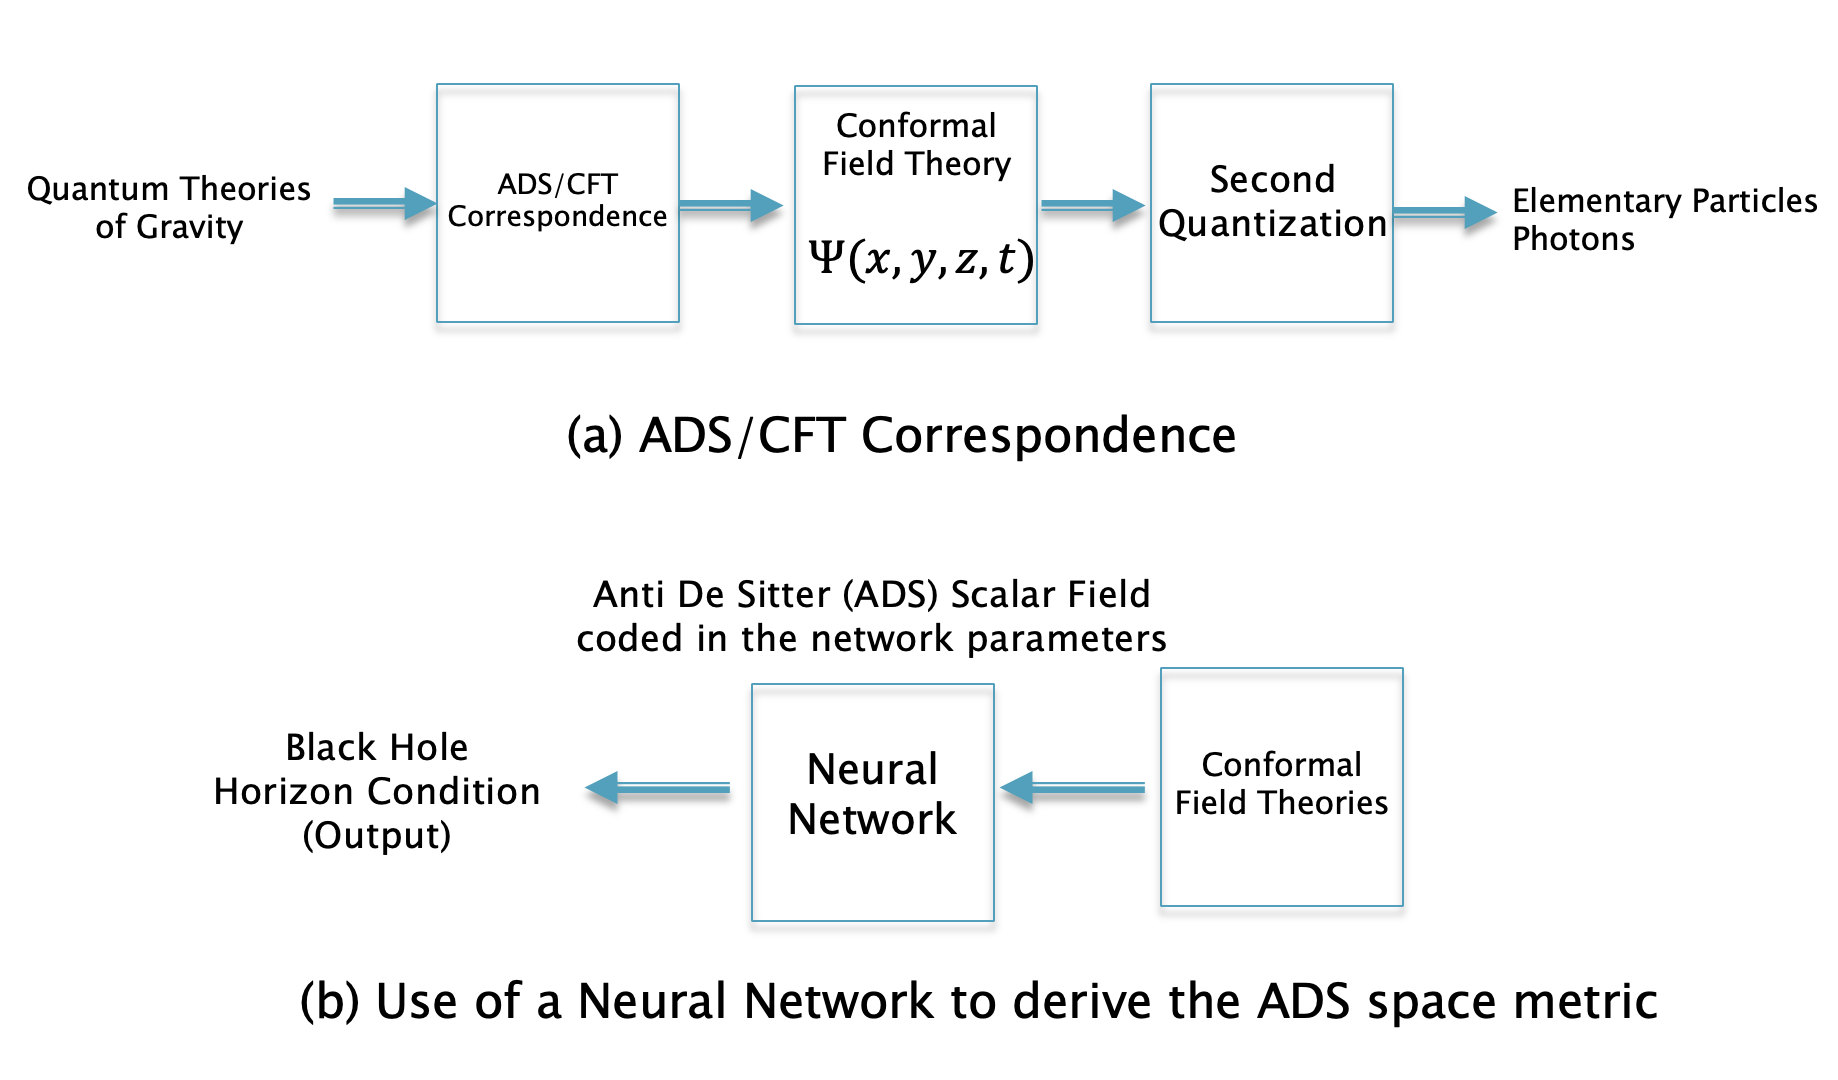 Quantum Theories
of Gravity
ADS/CFT
Correspondence
Conformal
Field Theory
Ψ(x, y, z, t)
Second
Quantization
Elementary Particles
Photons
(a) ADS/CFT Correspondence
Anti De Sitter (ADS) Scalar Field
coded in the network parameters
Black Hole
Horizon Condition
(Output)
Neural
Network
Conformal
Field Theories
(b) Use of a Neural Network to derive the ADS space metric